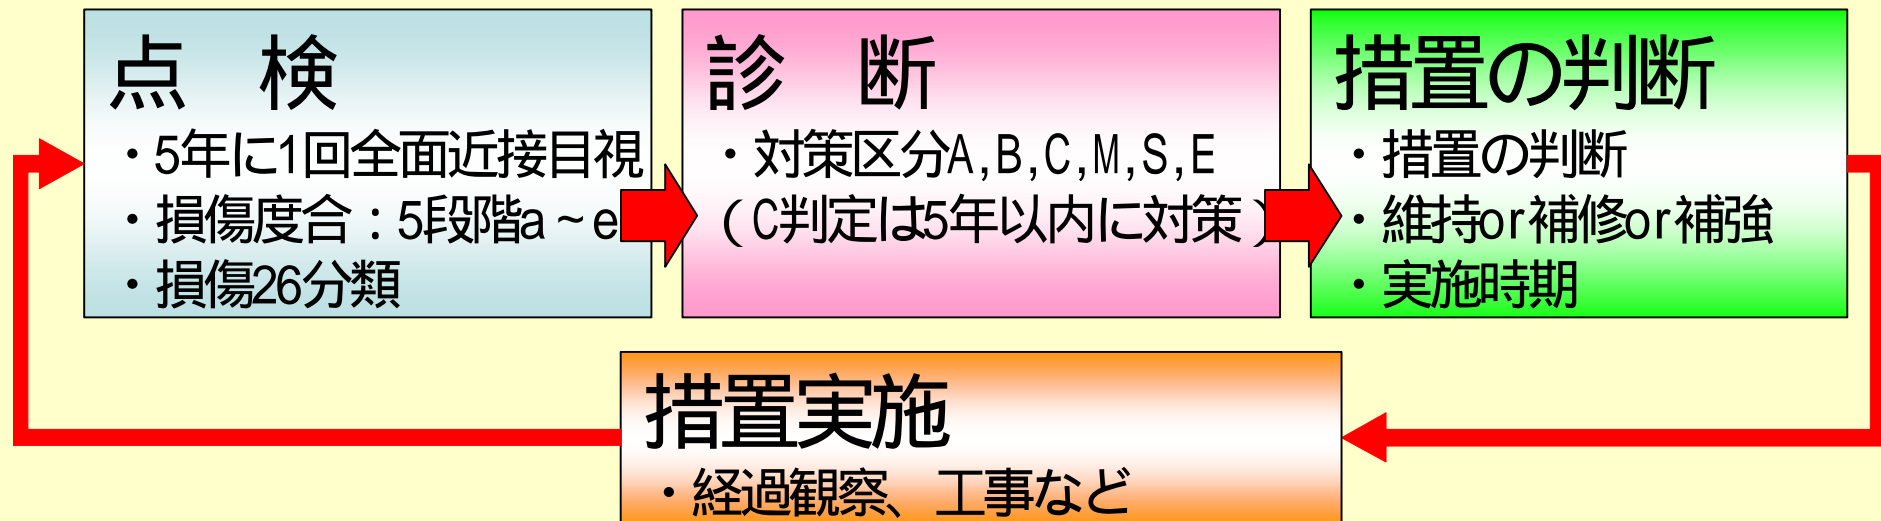 点　検
・5年に1回全面近接目視
・損傷度合：5段階a～e
・損傷26分類
診　断
・対策区分A,B,C,M,S,E
（C判定は5年以内に対策）
措置の判断
・措置の判断
・維持or補修or補強
・実施時期
措置実施
・経過観察、工事など